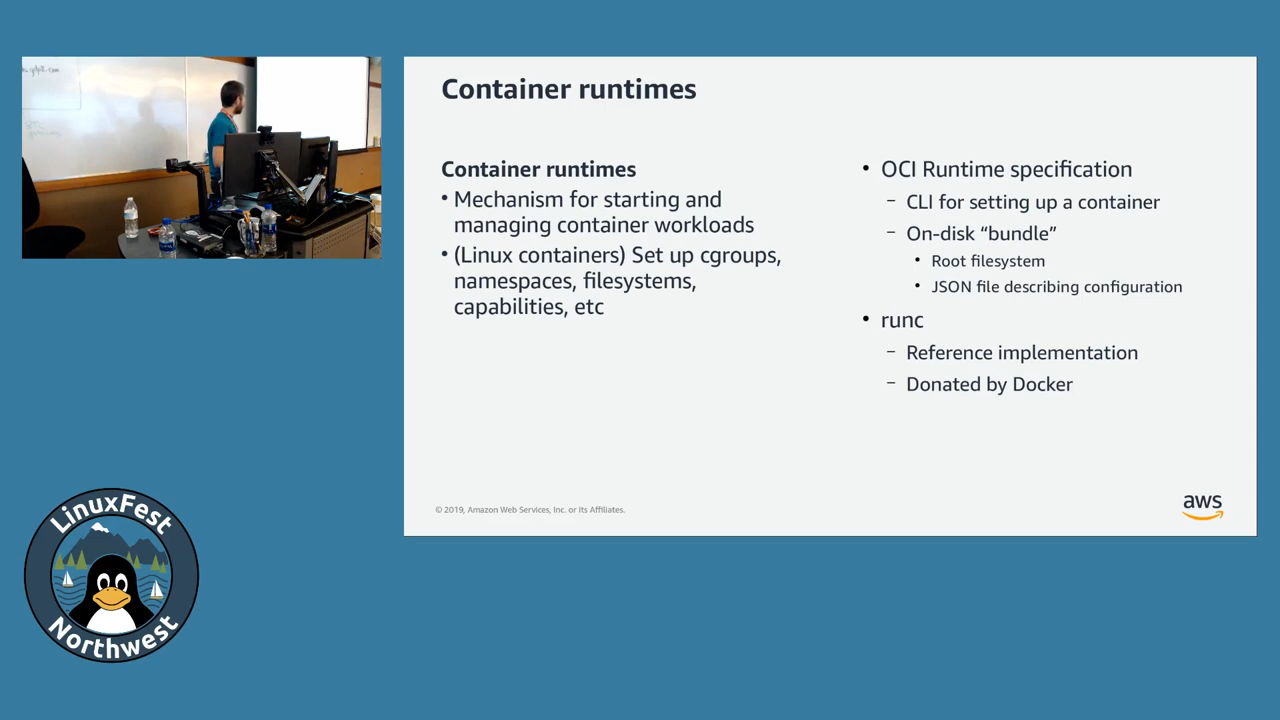 Container runtimes
Container runtimes
• Mechanism for starting and
managing container workloads
• (Linux containers) Set up cgroups,
namespaces, filesystems,
capabilities, etc
• OCI Runtime specification
– CLI for setting up a container
– On-disk “bundle”
• Root filesystem
• JSON file describing configuration
• runc
– Reference implementation
– Donated by Docker
© 2019, Amazon Web Services, Inc. or Its Affiliates.
aws
LinuxFest
Northwest